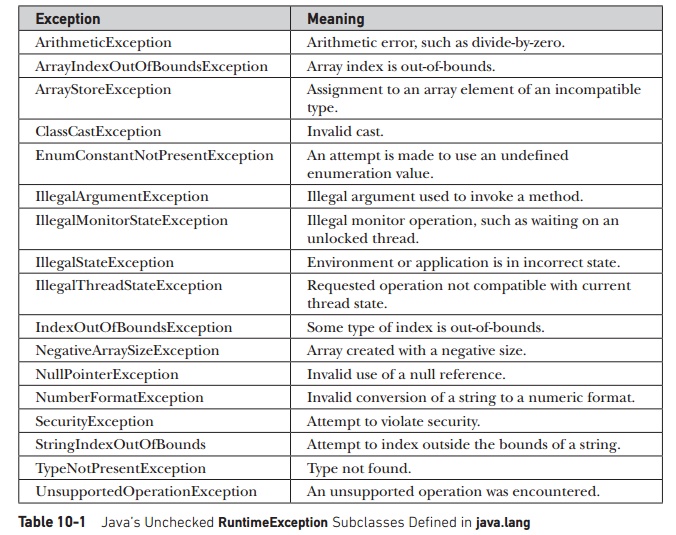 Exception Meaning
ArithmeticException Arithmetic error, such as divide-by-zero.
ArrayIndexOutOfBoundsException Array index is out-of-bounds.
ArrayStoreException Assignment to an array element of an incompatible
type.
ClassCastException Invalid cast.
EnumConstantNotPresentException An attempt is made to use an undefined
enumeration value.
IllegalArgumentException Illegal argument used to invoke a method.
IllegalMonitorStateException Illegal monitor operation, such as waiting on an
unlocked thread.
IllegalStateException Environment or application is in incorrect state.
IllegalThreadStateException Requested operation not compatible with current
thread state.
IndexOutOfBoundsException Some type of index is out-of-bounds.
NegativeArraySizeException Array created with a negative size.
NullPointerException Invalid use of a null reference.
NumberFormatException Invalid conversion of a string to a numeric format.
SecurityException Attempt to violate security.
StringIndexOutOfBounds Attempt to index outside the bounds of a string.
TypeNotPresentException Type not found.
UnsupportedOperationException An unsupported operation was encountered.
Table 10-1 Java's Unchecked RuntimeException Subclasses Defined in java.lang